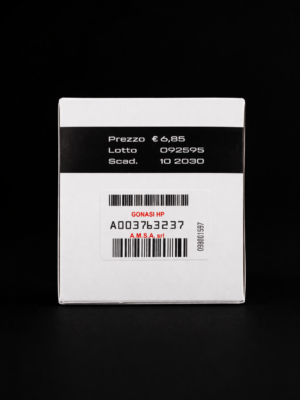 Prezzo € 6,85
Lotto 092595
Scad. 10 2030
GONASI HP
A003763237
A.M.S.A. srl
098001597